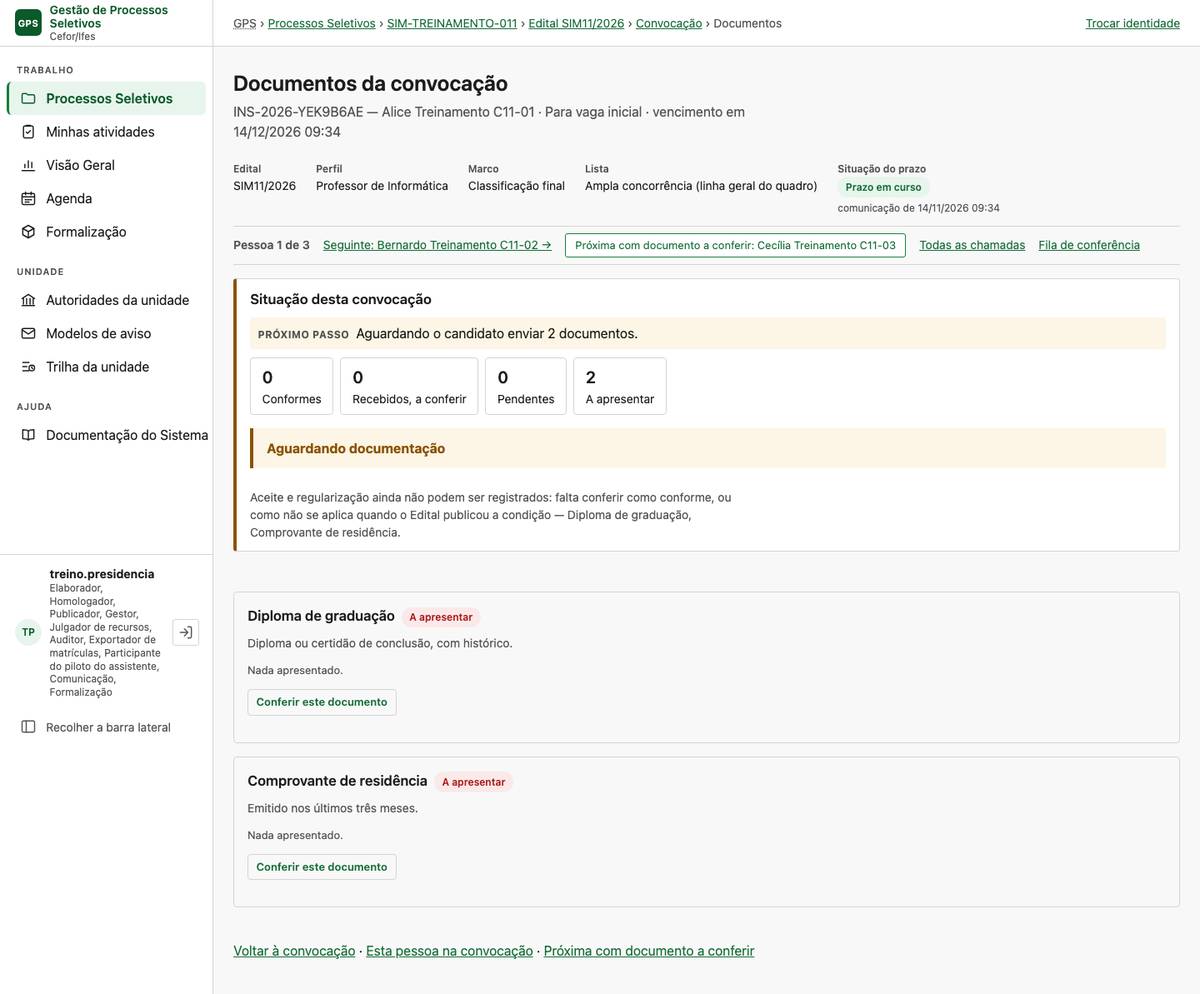 GPS
Gestão de Processos
Seletivos
Cefor/Ifes
GPS › Processos Seletivos › SIM-TREINAMENTO-011 › Edital SIM11/2026 › Convocação › Documentos
Trocar identidade
TRABALHO
Processos Seletivos
Minhas atividades
Visão Geral
Agenda
Formalização
UNIDADE
Autoridades da unidade
Modelos de aviso
Trilha da unidade
AJUDA
Documentação do Sistema
TP
treino.presidencia
Elaborador,
Homologador,
Publicador, Gestor,
Julgador de recursos,
Auditor, Exportador de
matrículas, Participante
do piloto do assistente,
Comunicação,
Formalização
Recolher a barra lateral
Documentos da convocação
INS-2026-YEK9B6AE — Alice Treinamento C11-01 · Para vaga inicial · vencimento em
14/12/2026 09:34
Edital
SIM11/2026
Perfil
Professor de Informática
Marco
Classificação final
Lista
Ampla concorrência (linha geral do quadro)
Situação do prazo
Prazo em curso
comunicação de 14/11/2026 09:34
Pessoa 1 de 3
Seguinte: Bernardo Treinamento C11-02 →
Próxima com documento a conferir: Cecília Treinamento C11-03
Todas as chamadas
Fila de conferência
Situação desta convocação
PRÓXIMO PASSO Aguardando o candidato enviar 2 documentos.
0
Conformes
0
Recebidos, a conferir
0
Pendentes
2
A apresentar
Aguardando documentação
Aceite e regularização ainda não podem ser registrados: falta conferir como conforme, ou
como não se aplica quando o Edital publicou a condição — Diploma de graduação,
Comprovante de residência.
Diploma de graduação A apresentar
Diploma ou certidão de conclusão, com histórico.
Nada apresentado.
Conferir este documento
Comprovante de residência A apresentar
Emitido nos últimos três meses.
Nada apresentado.
Conferir este documento
Voltar à convocação · Esta pessoa na convocação · Próxima com documento a conferir